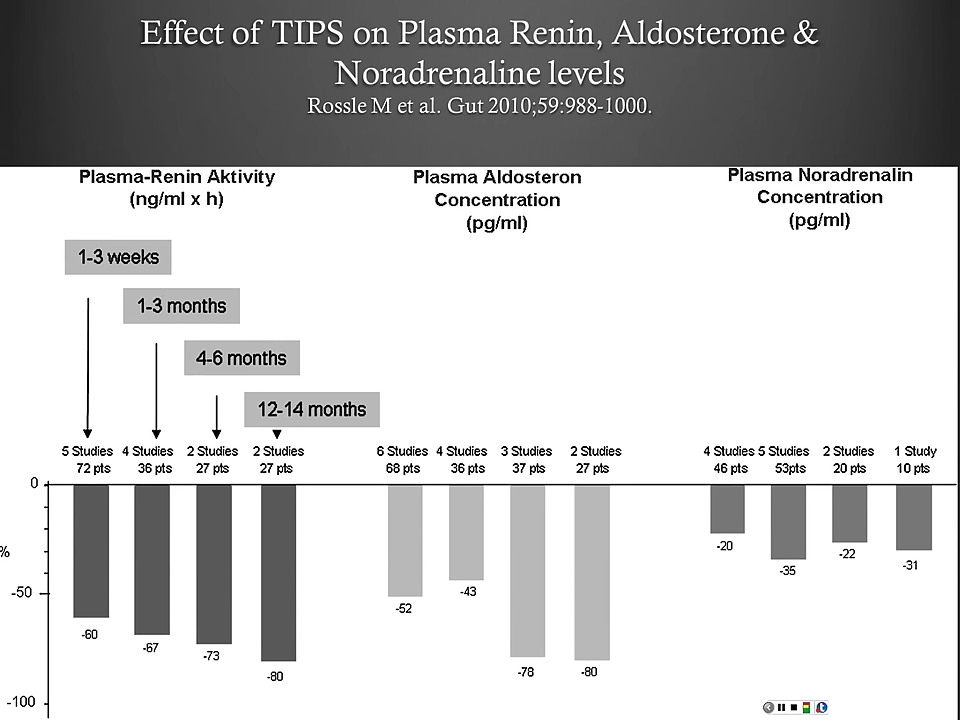 Effect of TIPS on Plasma Renin, Aldosterone &
Noradrenaline levels
Rossle M et al. Gut 2010;59:988-1000.
Plasma-Renin Aktivity
(ng/ml x h)
Plasma Aldosteron
Concentration
(pg/ml)
Plasma Noradrenalin
Concentration
(pg/ml)
1-3 weeks
1-3 months
4-6 months
12-14 months
5 Studies 4 Studies 2 Studies 2 Studies
72 pts 36 pts 27 pts 27 pts
6 Studies 4 Studies 3 Studies 2 Studies
68 pts 36 pts 37 pts 27 pts
4 Studies 5 Studies 2 Studies 1 Study
46 pts 53pts 20 pts 10 pts
0
%
-50
-100
-60
-67
-73
-80
-52
-43
-78
-80
-20
-35
-22
-31